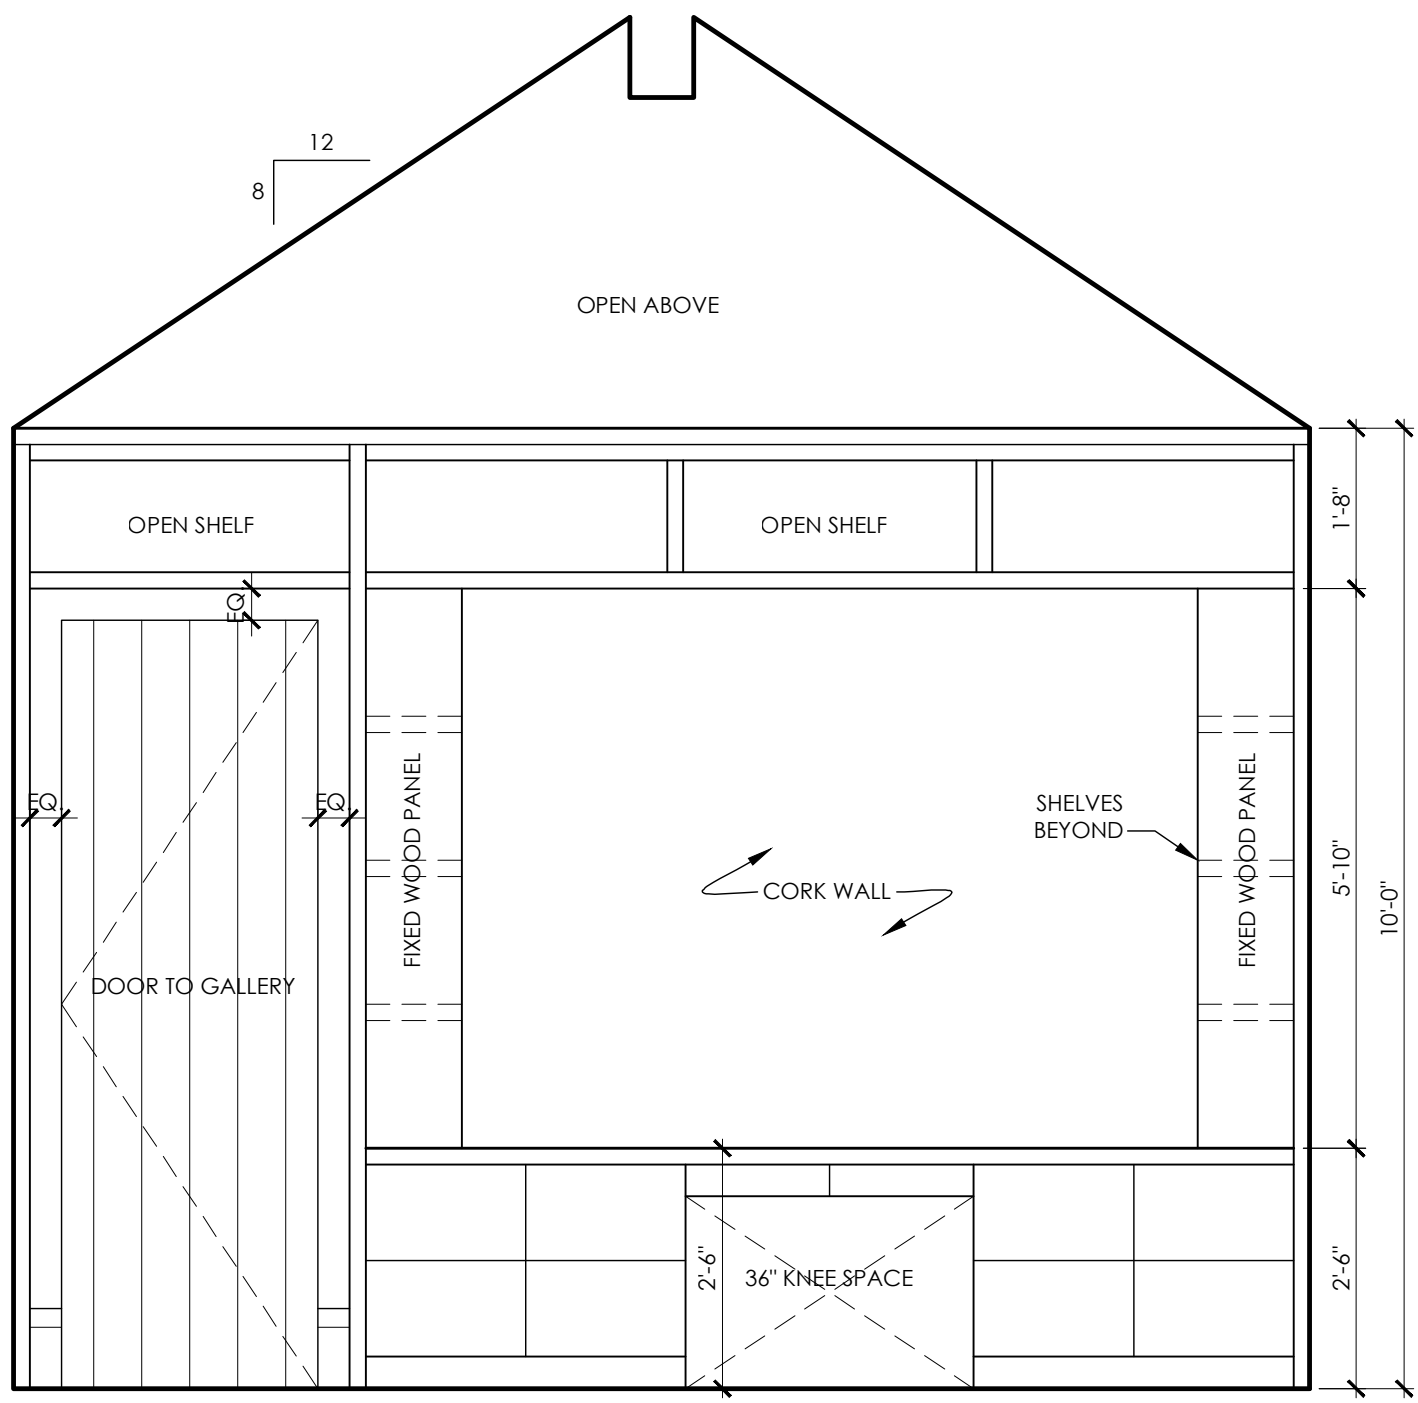 12
8
OPEN ABOVE
OPEN SHELF
OPEN SHELF
1'-8"
EQ.
EQ.
EQ.
FIXED WOOD PANEL
SHELVES
BEYOND
FIXED WOOD PANEL
CORK WALL
5'-10"
10'-0"
DOOR TO GALLERY
2'-6"
36" KNEE SPACE
2'-6"